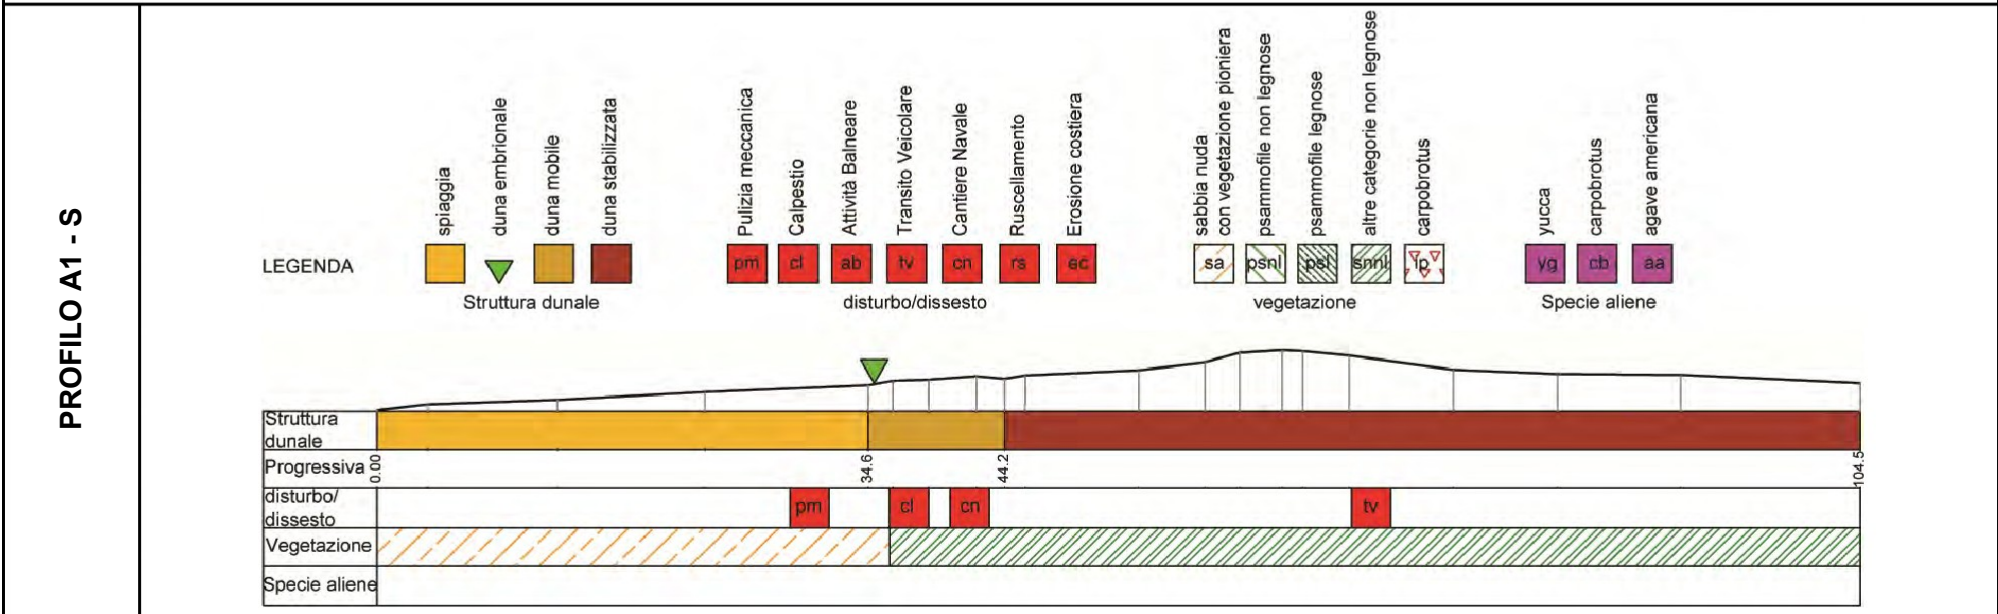 PROFILO A1 - S
LEGENDA
spiaggia
duna embrionale
duna mobile
duna stabilizzata
Struttura dunale
Pulizia meccanica
Calpestio
Attività Balneare
Transito Veicolare
Cantiere Navale
Ruscellamento
Erosione costiera
pm
cl
ab
tv
cn
rs
ec
disturbo/dissesto
sabbia nuda
con vegetazione pioniera
psammofile non legnose
psammofile legnose
altre categorie non legnose
carpobrotus
sa
psnl
psl
snnl
ip
vegetazione
yucca
carpobrotus
agave americana
yg
cb
aa
Specie aliene
Struttura
dunale
Progressiva
0.00
34.6
44.2
104.5
disturbo/
dissesto
pm
cl
cn
tv
Vegetazione
Specie aliene